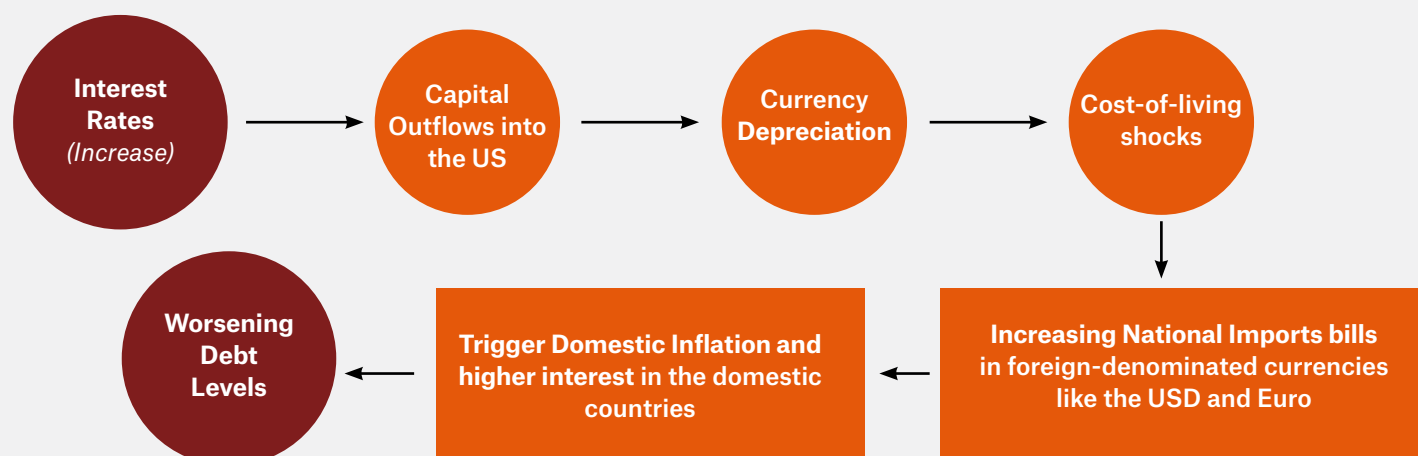 Interest
Rates
(Increase)
Capital
Outflows into
the US
Currency
Depreciation
Cost-of-living
shocks
Increasing National Imports bills
in foreign-denominated currencies
like the USD and Euro
Trigger Domestic Inflation and
higher interest in the domestic
countries
Worsening
Debt
Levels